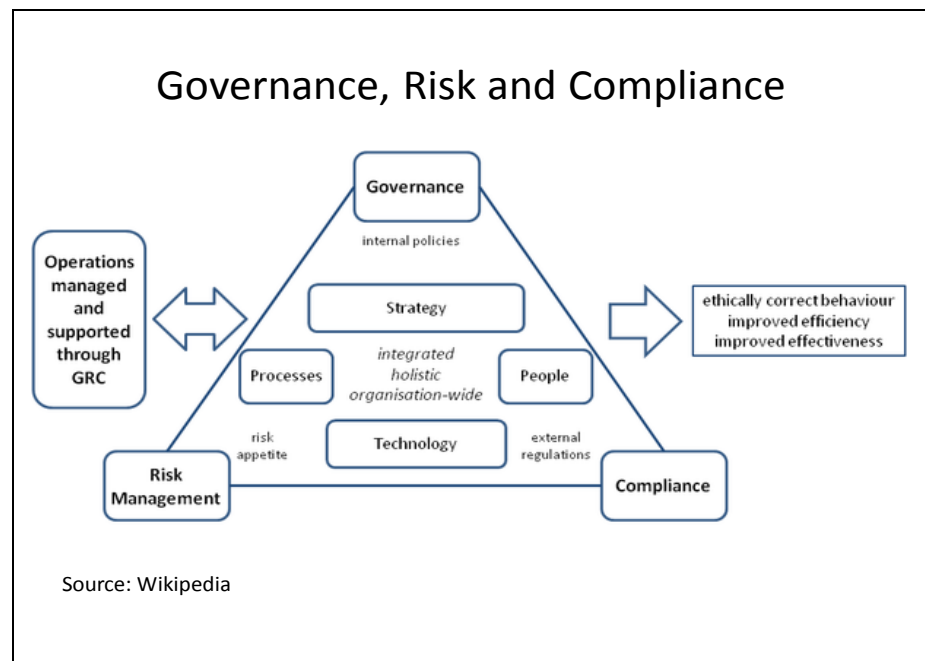 Governance, Risk and Compliance
Governance
internal policies
Operations
managed
and
supported
through
GRC
Strategy
ethically correct behaviour
improved efficiency
improved effectiveness
Processes
integrated
holistic
organisation-wide
People
risk
appetite
Technology
external
regulations
Risk
Management
Compliance
Source: Wikipedia